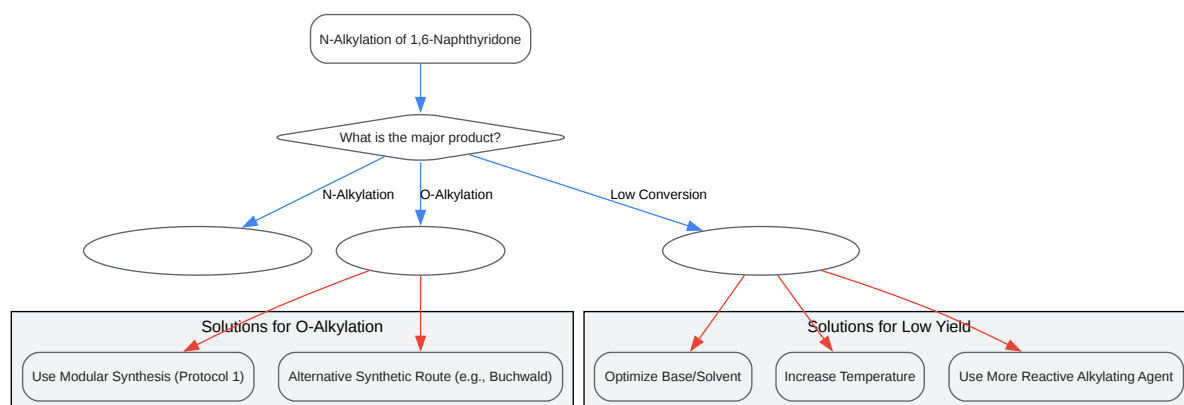 N-Alkylation of 1,6-Naphthyridone
What is the major product?
N-Alkylation
O-Alkylation
Low Conversion
Solutions for O-Alkylation
Solutions for Low Yield
Use Modular Synthesis (Protocol 1)
Alternative Synthetic Route (e.g., Buchwald)
Optimize Base/Solvent
Increase Temperature
Use More Reactive Alkylating Agent